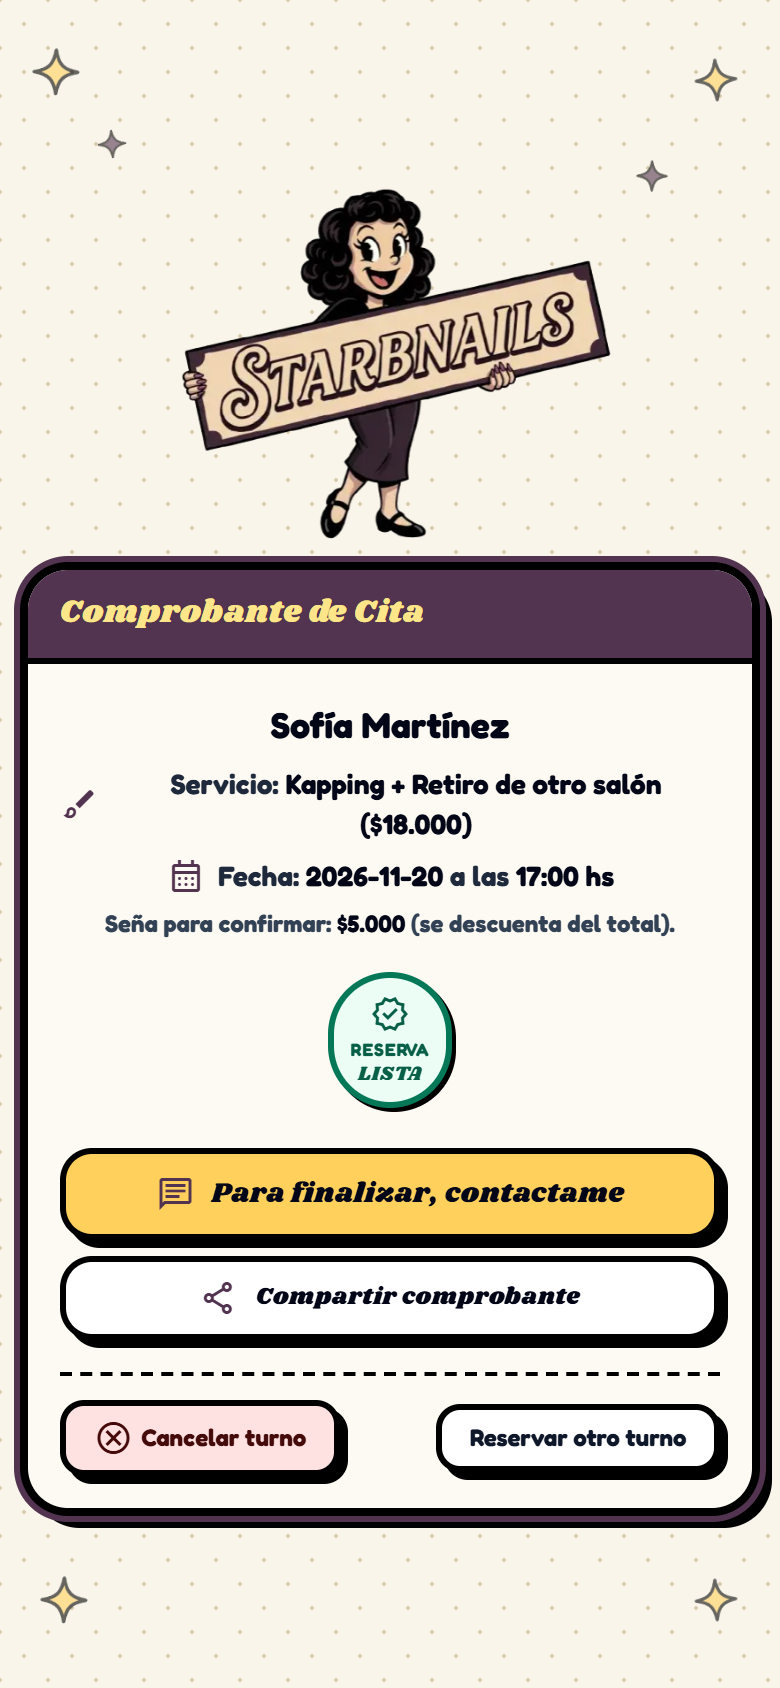 STARBNAILS
Comprobante de Cita
Sofía Martínez
Servicio: Kapping + Retiro de otro salón
($18.000)
Fecha: 2026-11-20 a las 17:00 hs
Seña para confirmar: $5.000 (se descuenta del total).
RESERVA
LISTA
Para finalizar, contactame
Compartir comprobante
Cancelar turno
Reservar otro turno